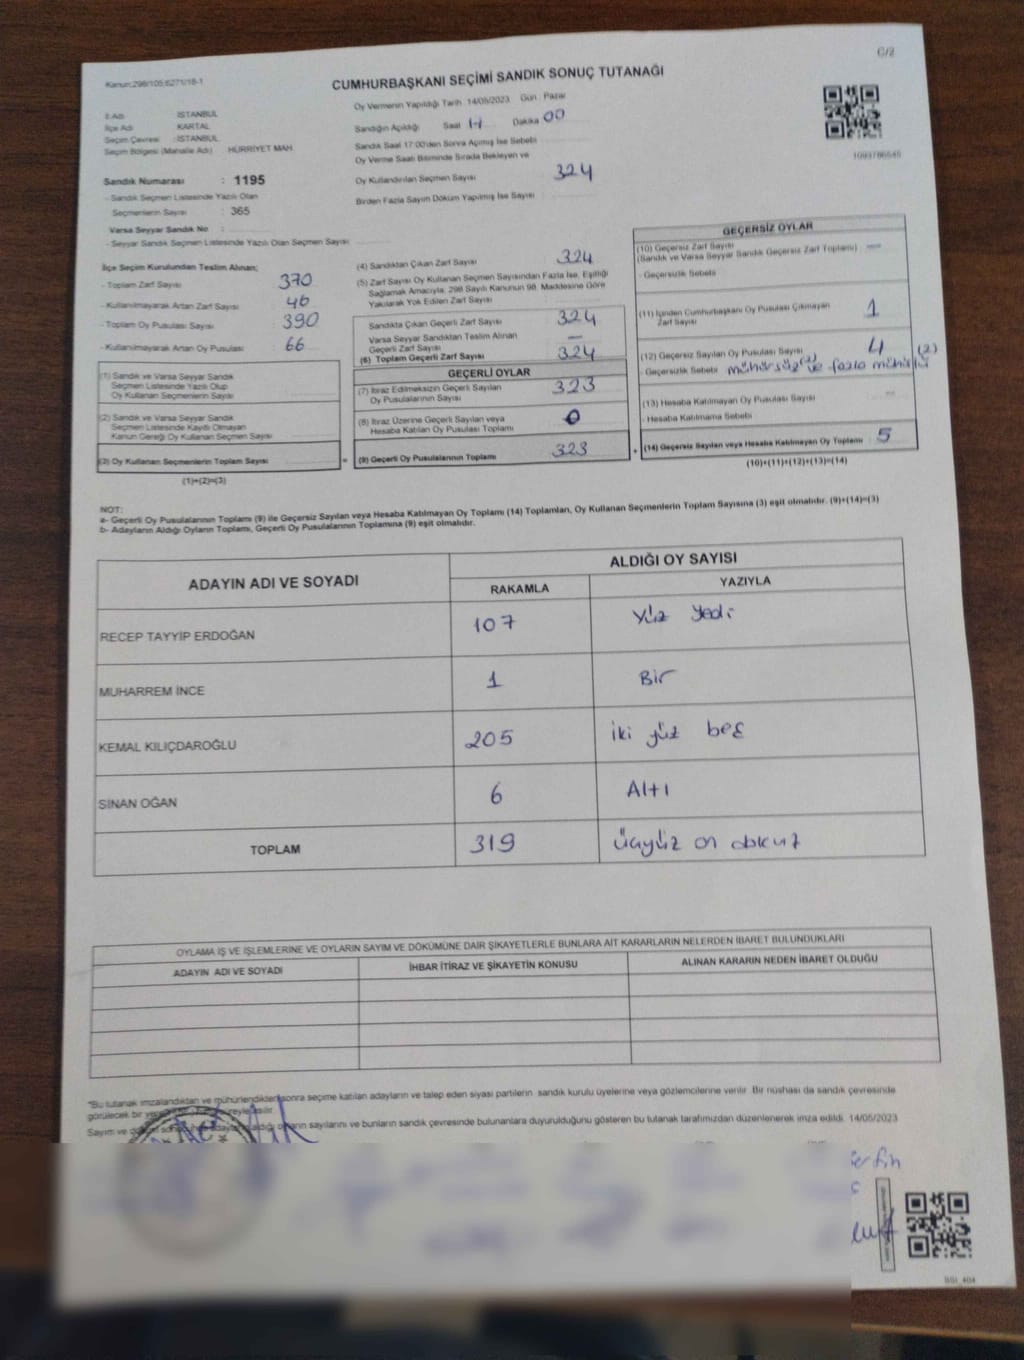 C/2
Kanun:298/105,6271/18-1
CUMHURBAŞKANI SEÇİMİ SANDIK SONUÇ TUTANAĞI
Oy Vermenin Yapıldığı Tarih :14/05/2023 Gün : Pazar
İl Adı : İSTANBUL
İlçe Adı : KARTAL
Seçim Çevresi : İSTANBUL
Seçim Bölgesi (Mahalle Adı) : HÜRRİYET MAH
Sandığın Açıldığı Saat 17 Dakika 00
Sandık Saat 17:00'den Sonra Açılmış İse Sebebi
Oy Verme Saati Bitiminde Sırada Bekleyen ve
Oy Kullandırılan Seçmen Sayısı 324
Birden Fazla Sayım Döküm Yapılmış İse Sayısı
1093786545
Sandık Numarası : 1195
- Sandık Seçmen Listesinde Yazılı Olan
Seçmenlerin Sayısı : 365
Varsa Seyyar Sandık No :
- Seyyar Sandık Seçmen Listesinde Yazılı Olan Seçmen Sayısı
İlçe Seçim Kurulundan Teslim Alınan;
- Toplam Zarf Sayısı 370
- Kullanılmayarak Artan Zarf Sayısı 46
- Toplam Oy Pusulası Sayısı 390
- Kullanılmayarak Artan Oy Pusulası 66
(1) Sandık ve Varsa Seyyar Sandık
Seçmen Listesinde Yazılı Olup
Oy Kullanan Seçmenlerin Sayısı
(2) Sandık ve Varsa Seyyar Sandık
Seçmen Listesinde Kayıtlı Olmayan
Kanun Gereği Oy Kullanan Seçmen Sayısı
(3) Oy Kullanan Seçmenlerin Toplam Sayısı
(1)+(2)=(3)
(4) Sandıktan Çıkan Zarf Sayısı 324
(5) Zarf Sayısı Oy Kullanan Seçmen Sayısından Fazla İse, Eşitliği
Sağlamak Amacıyla, 298 Sayılı Kanunun 98. Maddesine Göre
Yakılarak Yok Edilen Zarf Sayısı
Sandıkta Çıkan Geçerli Zarf Sayısı 324
Varsa Seyyar Sandıktan Teslim Alınan
Geçerli Zarf Sayısı –
(6) Toplam Geçerli Zarf Sayısı 324
GEÇERLİ OYLAR
(7) İtiraz Edilmeksizin Geçerli Sayılan
Oy Pusulasının Sayısı 323
(8) İtiraz Üzerine Geçerli Sayılan veya
Hesaba Katılan Oy Pusulası Toplamı 0
= (9) Geçerli Oy Pusulalarının Toplamı 323
GEÇERSİZ OYLAR
(10) Geçersiz Zarf Sayısı
(Sandık ve Varsa Seyyar Sandık Geçersiz Zarf Toplamı) –
- Geçersizlik Sebebi
(11) İçinden Cumhurbaşkanı Oy Pusulası Çıkmayan
Zarf Sayısı 1
(12) Geçersiz Sayılan Oy Pusulası Sayısı 4
- Geçersizlik Sebebi mühürsüz(2) ve fazla mühürlü (2)
(13) Hesaba Katılmayan Oy Pusulası Sayısı –
- Hesaba Katılmama Sebebi
+ (14) Geçersiz Sayılan veya Hesaba Katılmayan Oy Toplamı 5
(10)+(11)+(12)+(13)=(14)
NOT:
a- Geçerli Oy Pusulalarının Toplamı (9) ile Geçersiz Sayılan veya Hesaba Katılmayan Oy Toplamı (14) Toplamları, Oy Kullanan Seçmenlerin Toplam Sayısına (3) eşit olmalıdır. (9)+(14)=(3)
b- Adayların Aldığı Oyların Toplamı, Geçerli Oy Pusulalarının Toplamına (9) eşit olmalıdır.
ADAYIN ADI VE SOYADI ALDIĞI OY SAYISI
RAKAMLA YAZIYLA
RECEP TAYYİP ERDOĞAN 107 Yüz Yedi
MUHARREM İNCE 1 Bir
KEMAL KILIÇDAROĞLU 205 İki yüz beş
SİNAN OĞAN 6 Altı
TOPLAM 319 Üçyüz on dokuz
OYLAMA İŞ VE İŞLEMLERİNE VE OYLARIN SAYIM VE DÖKÜMÜNE DAİR ŞİKAYETLERLE BUNLARA AİT KARARLARIN NELERDEN İBARET BULUNDUKLARI
ADAYIN ADI VE SOYADI İHBAR İTİRAZ VE ŞİKAYETİN KONUSU ALINAN KARARIN NEDEN İBARET OLDUĞU
*Bu tutanak imzalandıktan ve mühürlendikten sonra seçime katılan adayların ve talep eden siyasi partilerin sandık kurulu üyelerine veya gözlemcilerine verilir. Bir nüshası da sandık çevresinde
görülecek bir
Sayım ve aldığı oyların sayılarını ve bunların sandık çevresinde bulunanlara duyurulduğunu gösteren bu tutanak tarafımızdan düzenlenerek imza edildi. 14/05/2023